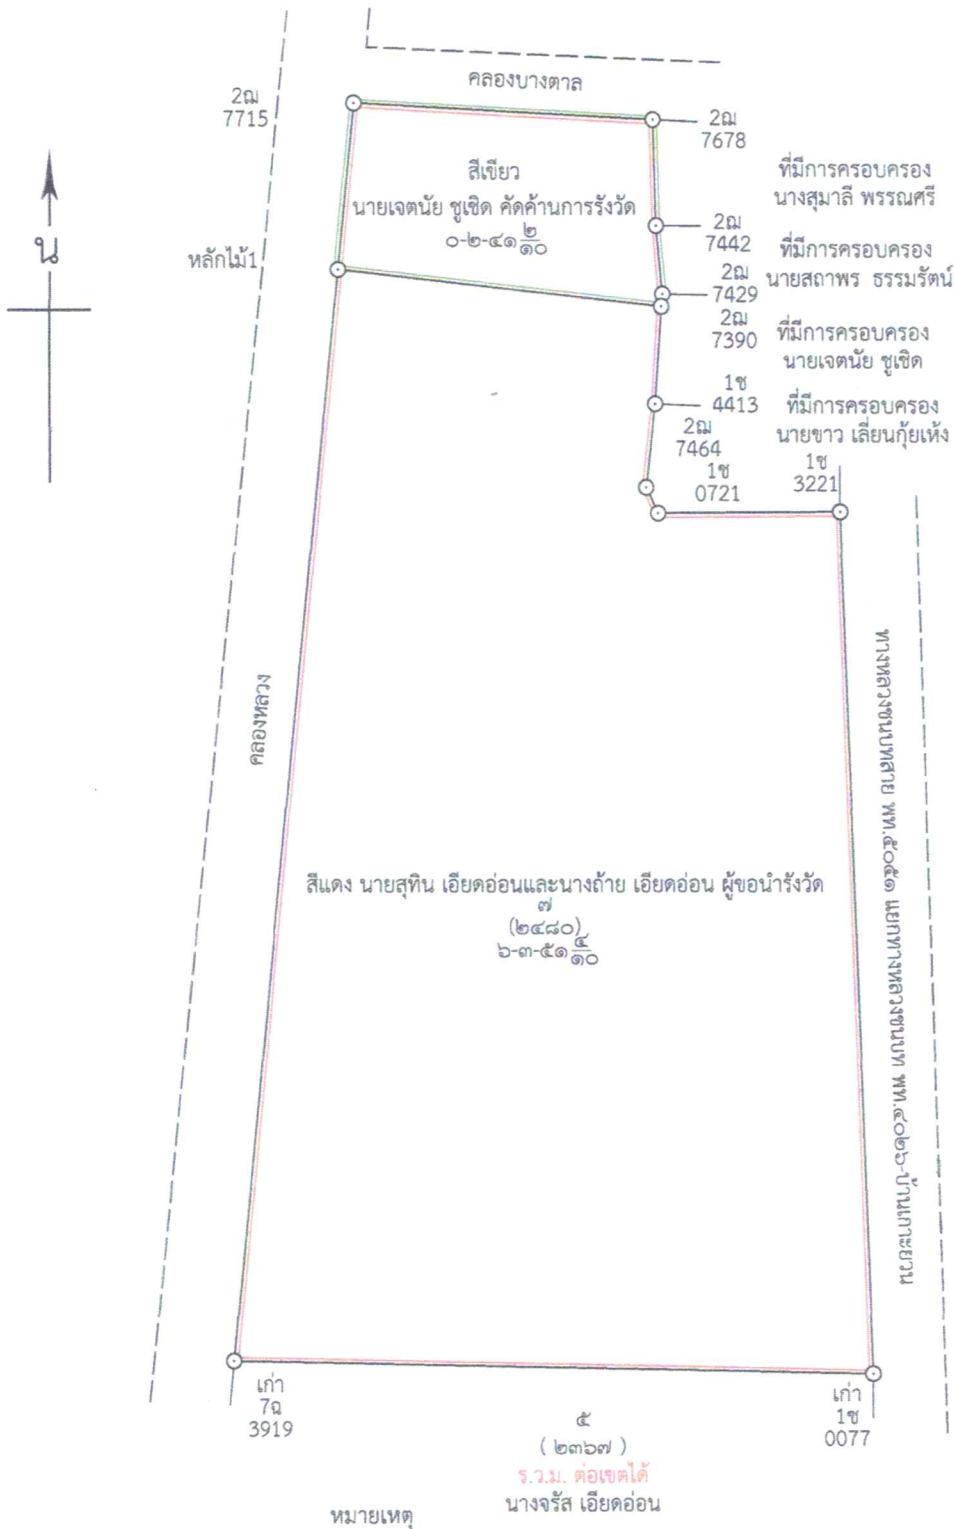 คลองบางตาล
2ฌ
7715
2ฌ
7678
สีเขียว
นายเจตนัย ชูเชิด คัดค้านการรังวัด
๐-๒-๔๑ ๒/๑๐
ที่มีการครอบครอง
นางสุมาลี พรรณศรี
น
หลักไม้1
2ฌ
7442
ที่มีการครอบครอง
นายสถาพร ธรรมรัตน์
2ฌ
7429
2ฌ
7390
ที่มีการครอบครอง
นายเจตนัย ชูเชิด
1ช
4413
ที่มีการครอบครอง
นายขาว เลี่ยนกุ้ยเห้ง
2ฌ
7464
1ช
0721
1ช
3221
คลองหลวง
ทางหลวงชนบทสาย พท.๕๐๕๑ แยกทางหลวงชนบท พท.๔๐๒๖-บ้านเกาะยวน
สีแดง นายสุทิน เอียดอ่อนและนางถ้าย เอียดอ่อน ผู้ขอนำรังวัด
๗
(๒๔๘๐)
๖-๓-๕๑ ๔/๑๐
เก่า
7ฉ
3919
เก่า
1ช
0077
๕
( ๒๓๖๗ )
ร.ว.ม. ต่อเขตได้
นางจรัส เอียดอ่อน
หมายเหตุ